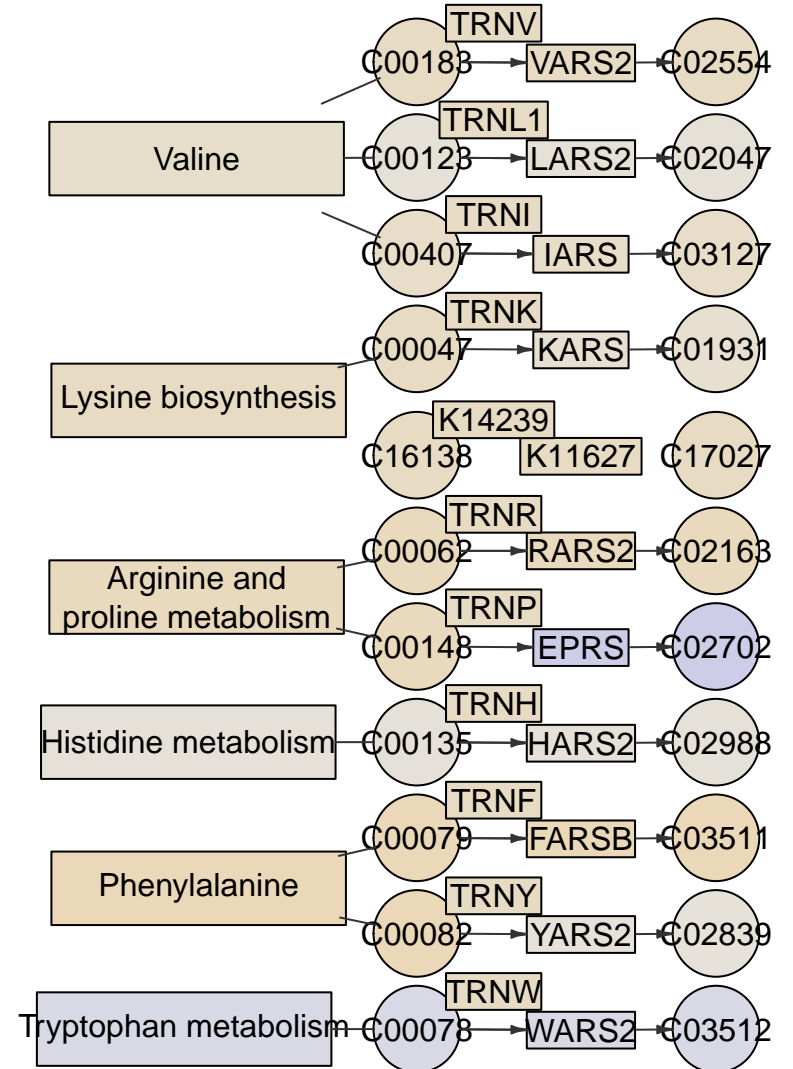 TRNV
C00183 VARS2 C02554
TRNL1
Valine C00123 LARS2 C02047
TRNI
C00407 IARS C03127
TRNK
C00047 KARS C01931
Lysine biosynthesis
K14239
C16138 K11627 C17027
TRNR
C00062 RARS2 C02163
Arginine and
proline metabolism
TRNP
C00148 EPRS C02702
TRNH
Histidine metabolism C00135 HARS2 C02988
TRNF
C00079 FARSB C03511
Phenylalanine
TRNY
C00082 YARS2 C02839
TRNW
Tryptophan metabolism C00078 WARS2 C03512